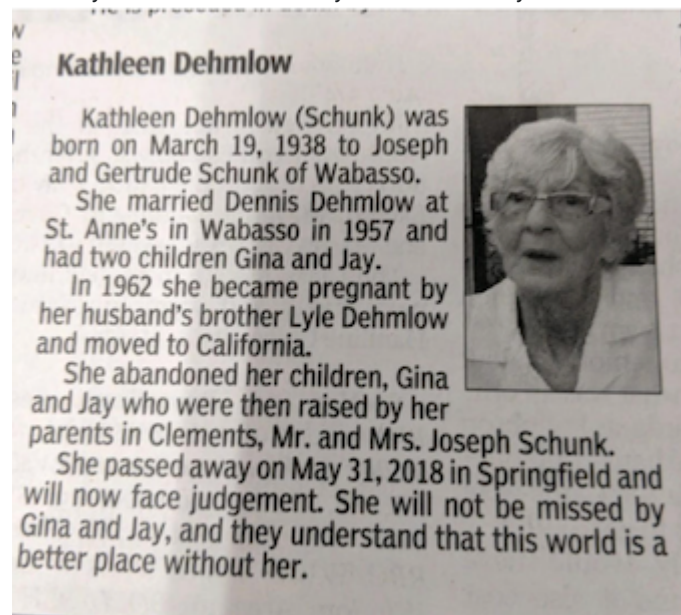 Kathleen Dehmlow
Kathleen Dehmlow (Schunk) was
born on March 19, 1938 to Joseph
and Gertrude Schunk of Wabasso.
She married Dennis Dehmlow at
St. Anne's in Wabasso in 1957 and
had two children Gina and Jay.
In 1962 she became pregnant by
her husband's brother Lyle Dehmlow
and moved to California.
She abandoned her children, Gina
and Jay who were then raised by her
parents in Clements, Mr. and Mrs. Joseph Schunk.
She passed away on May 31, 2018 in Springfield and
will now face judgement. She will not be missed by
Gina and Jay, and they understand that this world is a
better place without her.